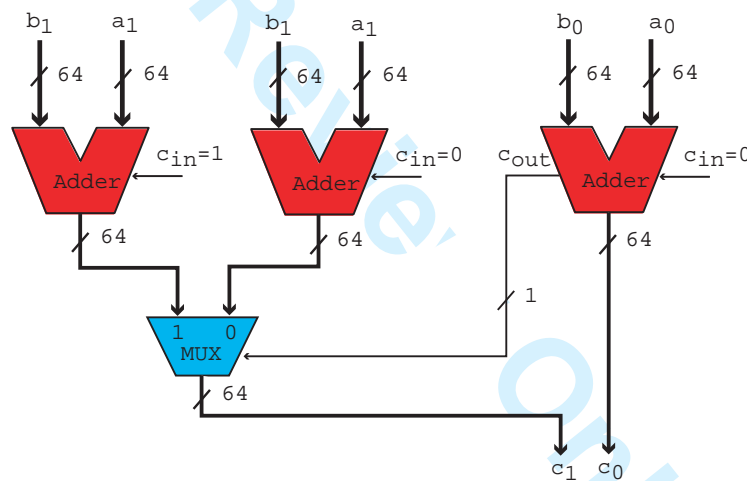 b1 a1 b1 a1 b0 a0
64 64 64 64 64 64
cin=1 cin=0 cout cin=0
Adder Adder Adder
64 64 64
1
1 0
MUX
64
c1 c0
Review